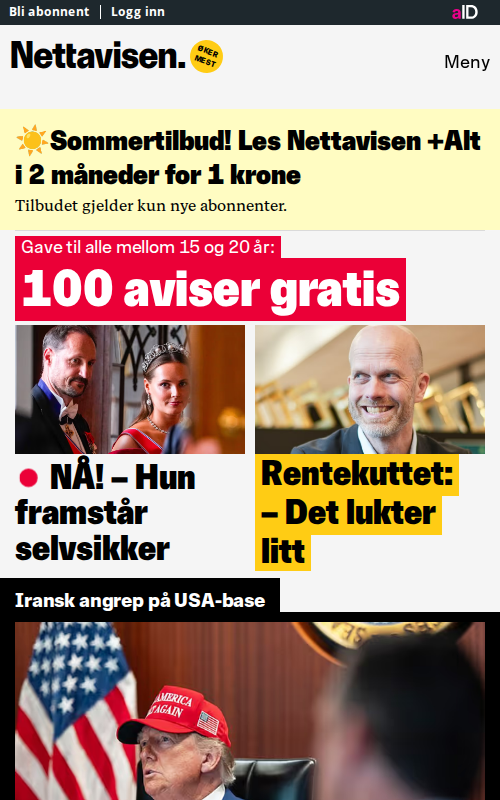 Bli abonnent
Logg inn
aID
Nettavisen.
ØKER
MEST
Meny
☀️Sommertilbud! Les Nettavisen +Alt
i 2 måneder for 1 krone
Tilbudet gjelder kun nye abonnenter.
Gave til alle mellom 15 og 20 år:
100 aviser gratis
NÅ! – Hun
framstår
selvsikker
Rentekuttet:
– Det lukter
litt
Iransk angrep på USA-base
AMERICA
AGAIN